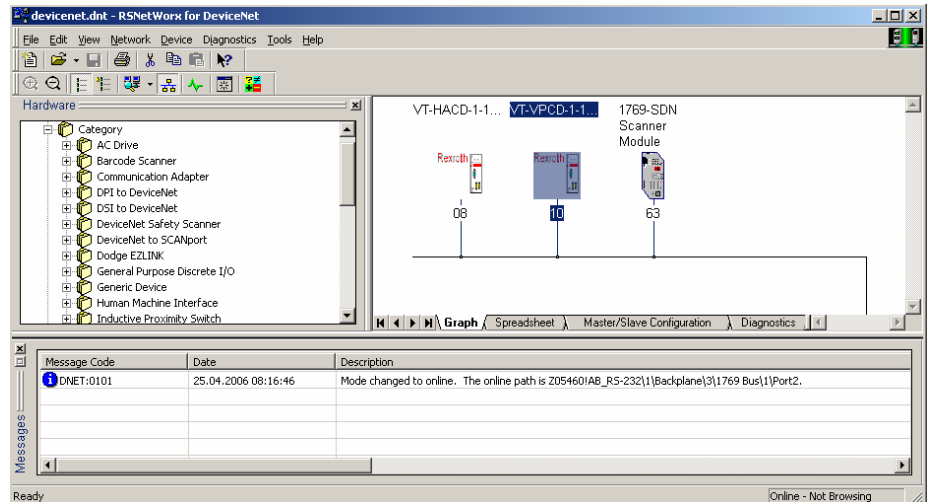 devicenet.dnt - RSNetWorx for DeviceNet
File Edit View Network Device Diagnostics Tools Help
Hardware
Category
AC Drive
Barcode Scanner
Communication Adapter
DPI to DeviceNet
DSI to DeviceNet
DeviceNet Safety Scanner
DeviceNet to SCANport
Dodge EZLINK
General Purpose Discrete I/O
Generic Device
Human Machine Interface
Inductive Proximity Switch
VT-HACD-1-1... VT-VPCD-1-1... 1769-SDN
Scanner
Module
Rexroth Rexroth
08 10 63
Graph Spreadsheet Master/Slave Configuration Diagnostics
Messages
Message Code Date Description
DNET:0101 25.04.2006 08:16:46 Mode changed to online. The online path is Z05460!AB_RS-232\1\Backplane\3\1769 Bus\1\Port2.
Ready Online - Not Browsing